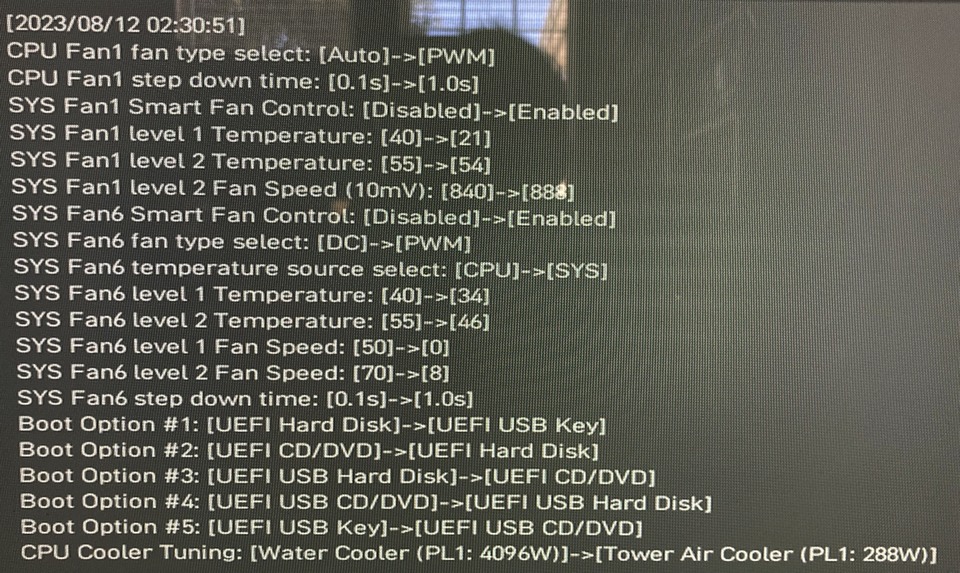 [2023/08/12 02:30:51]
CPU Fan1 fan type select: [Auto]->[PWM]
CPU Fan1 step down time: [0.1s]->[1.0s]
SYS Fan1 Smart Fan Control: [Disabled]->[Enabled]
SYS Fan1 level 1 Temperature: [40]->[21]
SYS Fan1 level 2 Temperature: [55]->[54]
SYS Fan1 level 2 Fan Speed (10mV): [840]->[888]
SYS Fan6 Smart Fan Control: [Disabled]->[Enabled]
SYS Fan6 fan type select: [DC]->[PWM]
SYS Fan6 temperature source select: [CPU]->[SYS]
SYS Fan6 level 1 Temperature: [40]->[34]
SYS Fan6 level 2 Temperature: [55]->[46]
SYS Fan6 level 1 Fan Speed: [50]->[0]
SYS Fan6 level 2 Fan Speed: [70]->[8]
SYS Fan6 step down time: [0.1s]->[1.0s]
Boot Option #1: [UEFI Hard Disk]->[UEFI USB Key]
Boot Option #2: [UEFI CD/DVD]->[UEFI Hard Disk]
Boot Option #3: [UEFI USB Hard Disk]->[UEFI CD/DVD]
Boot Option #4: [UEFI USB CD/DVD]->[UEFI USB Hard Disk]
Boot Option #5: [UEFI USB Key]->[UEFI USB CD/DVD]
CPU Cooler Tuning: [Water Cooler (PL1: 4096W)]->[Tower Air Cooler (PL1: 288W)]